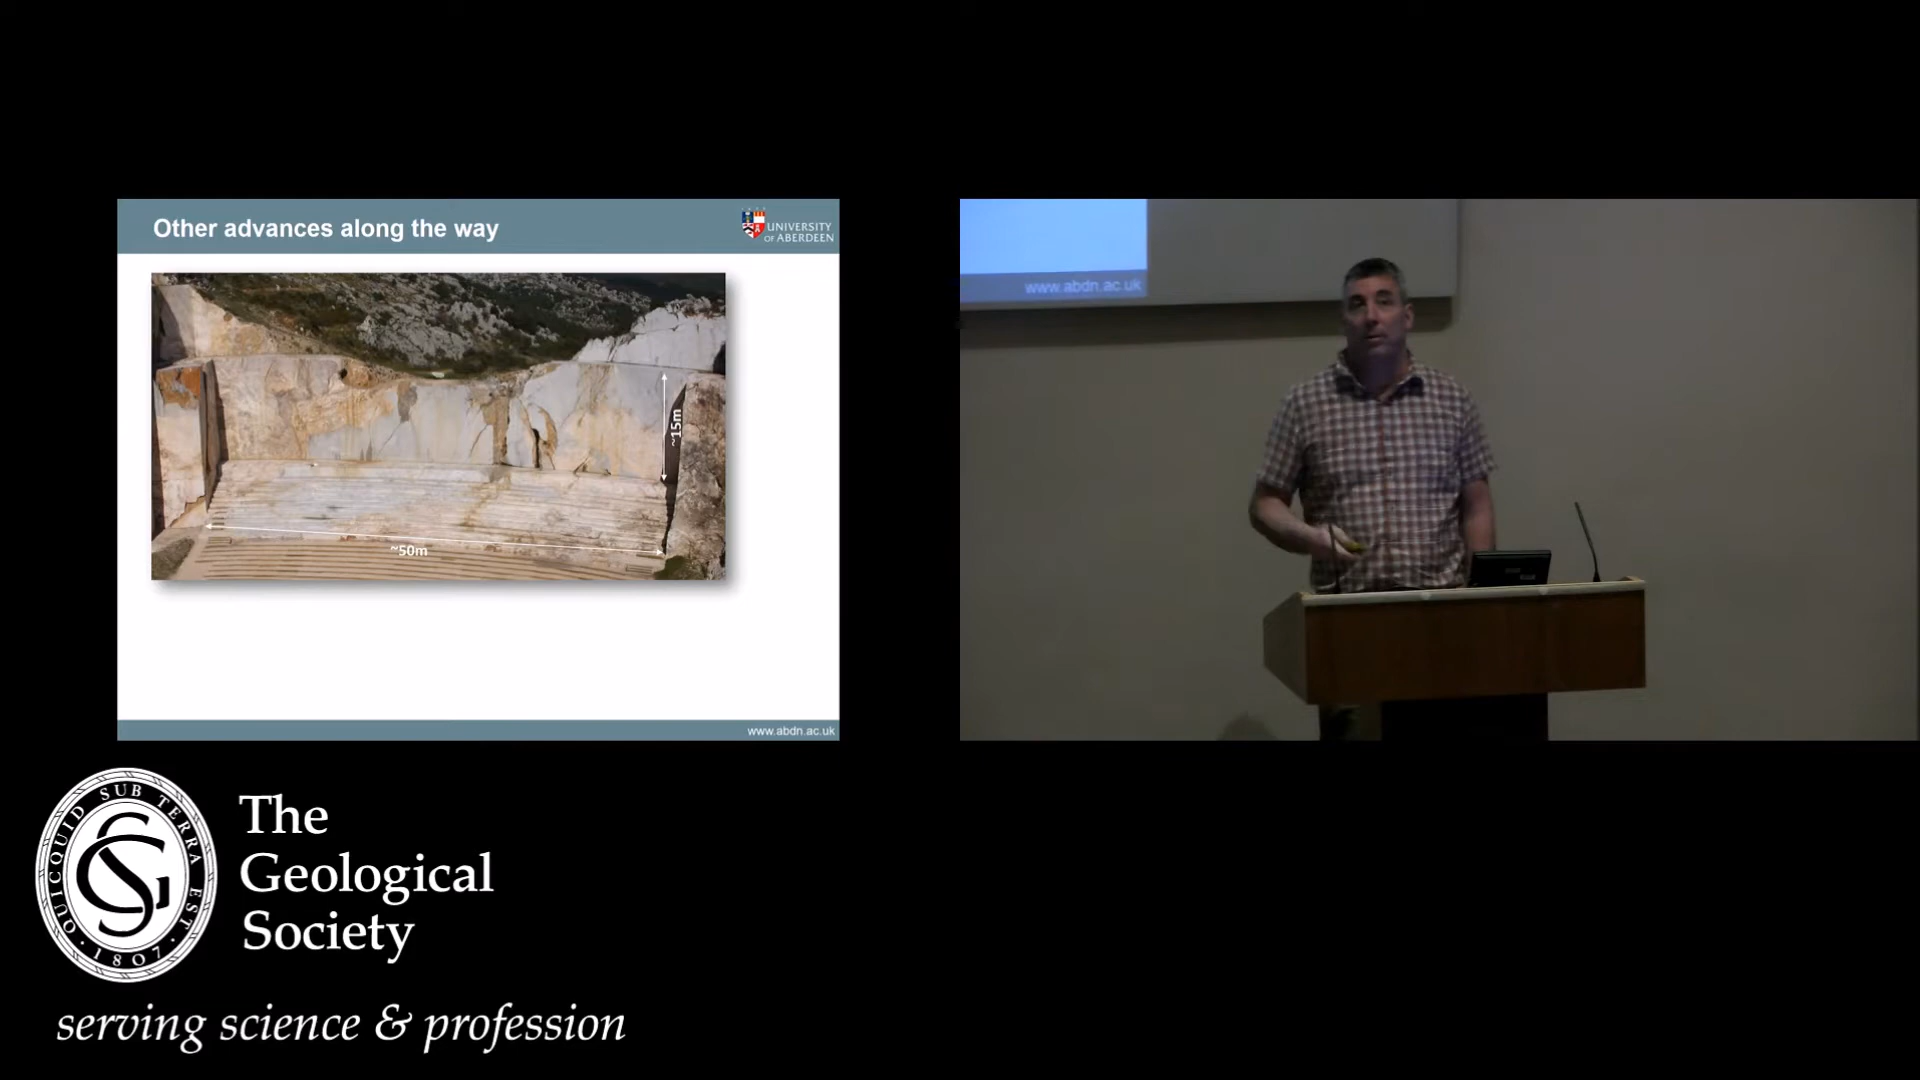 Other advances along the way
UNIVERSITY
OF ABERDEEN
~15m
~50m
www.abdn.ac.uk
www.abdn.ac.uk
QUICQUID SUB TERRA EST
· 1807 ·
The
Geological
Society
serving science & profession